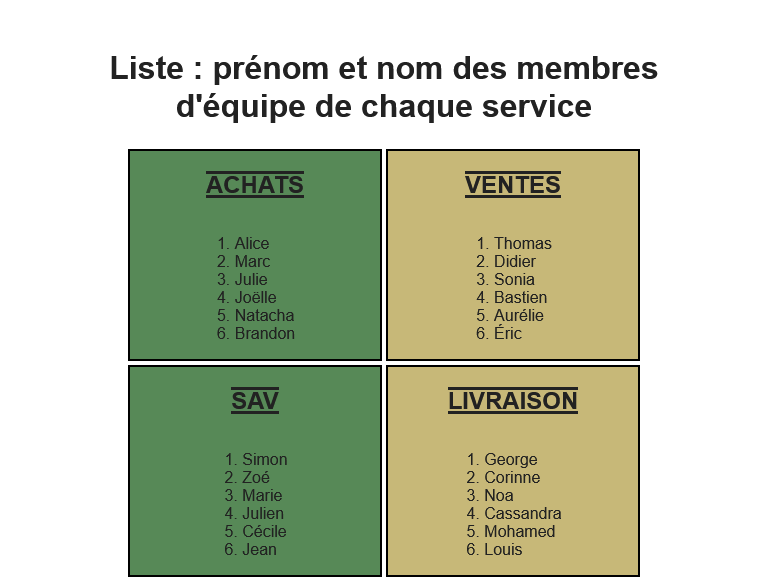 Liste : prénom et nom des membres
d'équipe de chaque service
ACHATS
1. Alice
2. Marc
3. Julie
4. Joëlle
5. Natacha
6. Brandon
VENTES
1. Thomas
2. Didier
3. Sonia
4. Bastien
5. Aurélie
6. Éric
SAV
1. Simon
2. Zoé
3. Marie
4. Julien
5. Cécile
6. Jean
LIVRAISON
1. George
2. Corinne
3. Noa
4. Cassandra
5. Mohamed
6. Louis